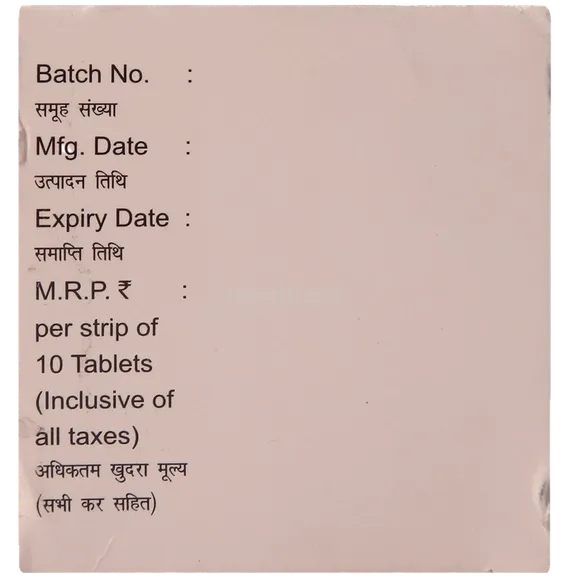 Batch No. :
समूह संख्या
Mfg. Date :
उत्पादन तिथि
Expiry Date :
समाप्ति तिथि
M.R.P. ₹ :
per strip of
10 Tablets
(Inclusive of
all taxes)
अधिकतम खुदरा मूल्य
(सभी कर सहित)